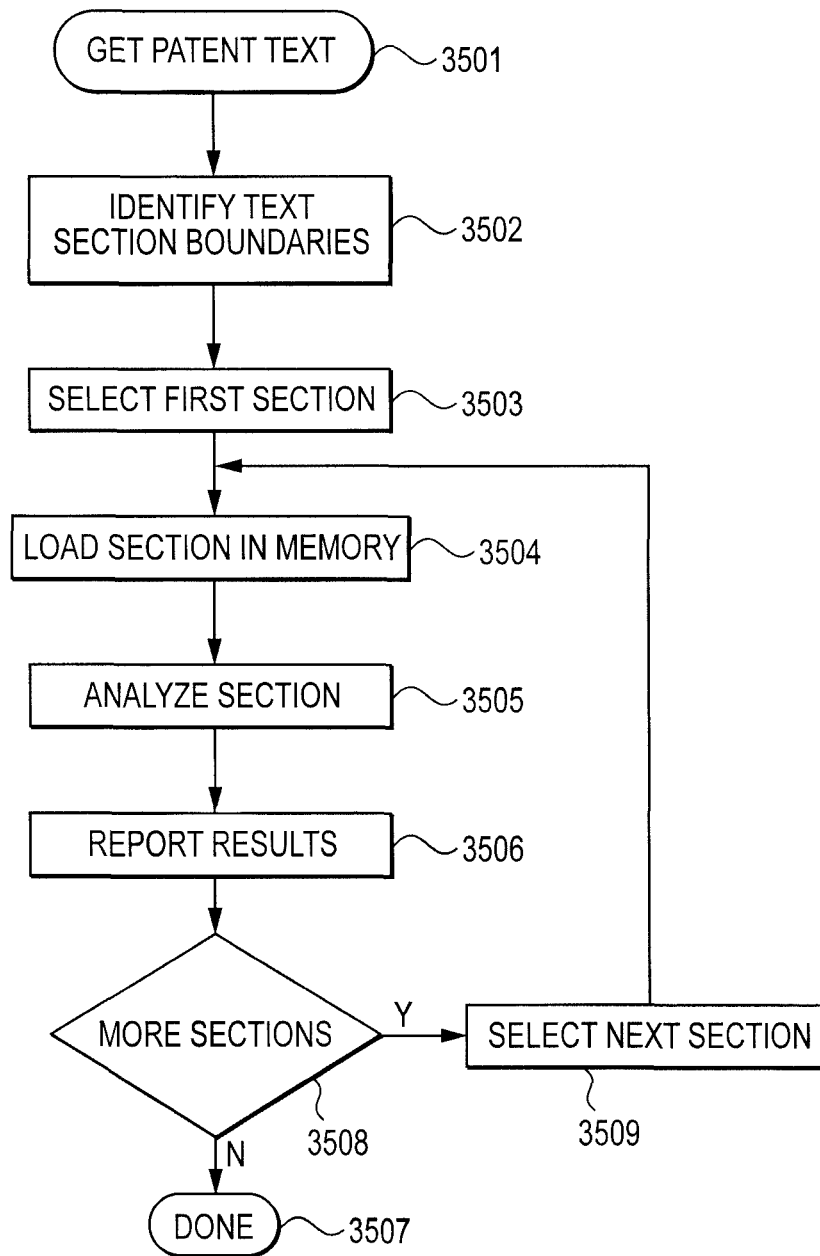 GET PATENT TEXT
3501
IDENTIFY TEXT
SECTION BOUNDARIES
3502
SELECT FIRST SECTION
3503
LOAD SECTION IN MEMORY
3504
ANALYZE SECTION
3505
REPORT RESULTS
3506
MORE SECTIONS
Y
SELECT NEXT SECTION
3508
3509
N
DONE
3507